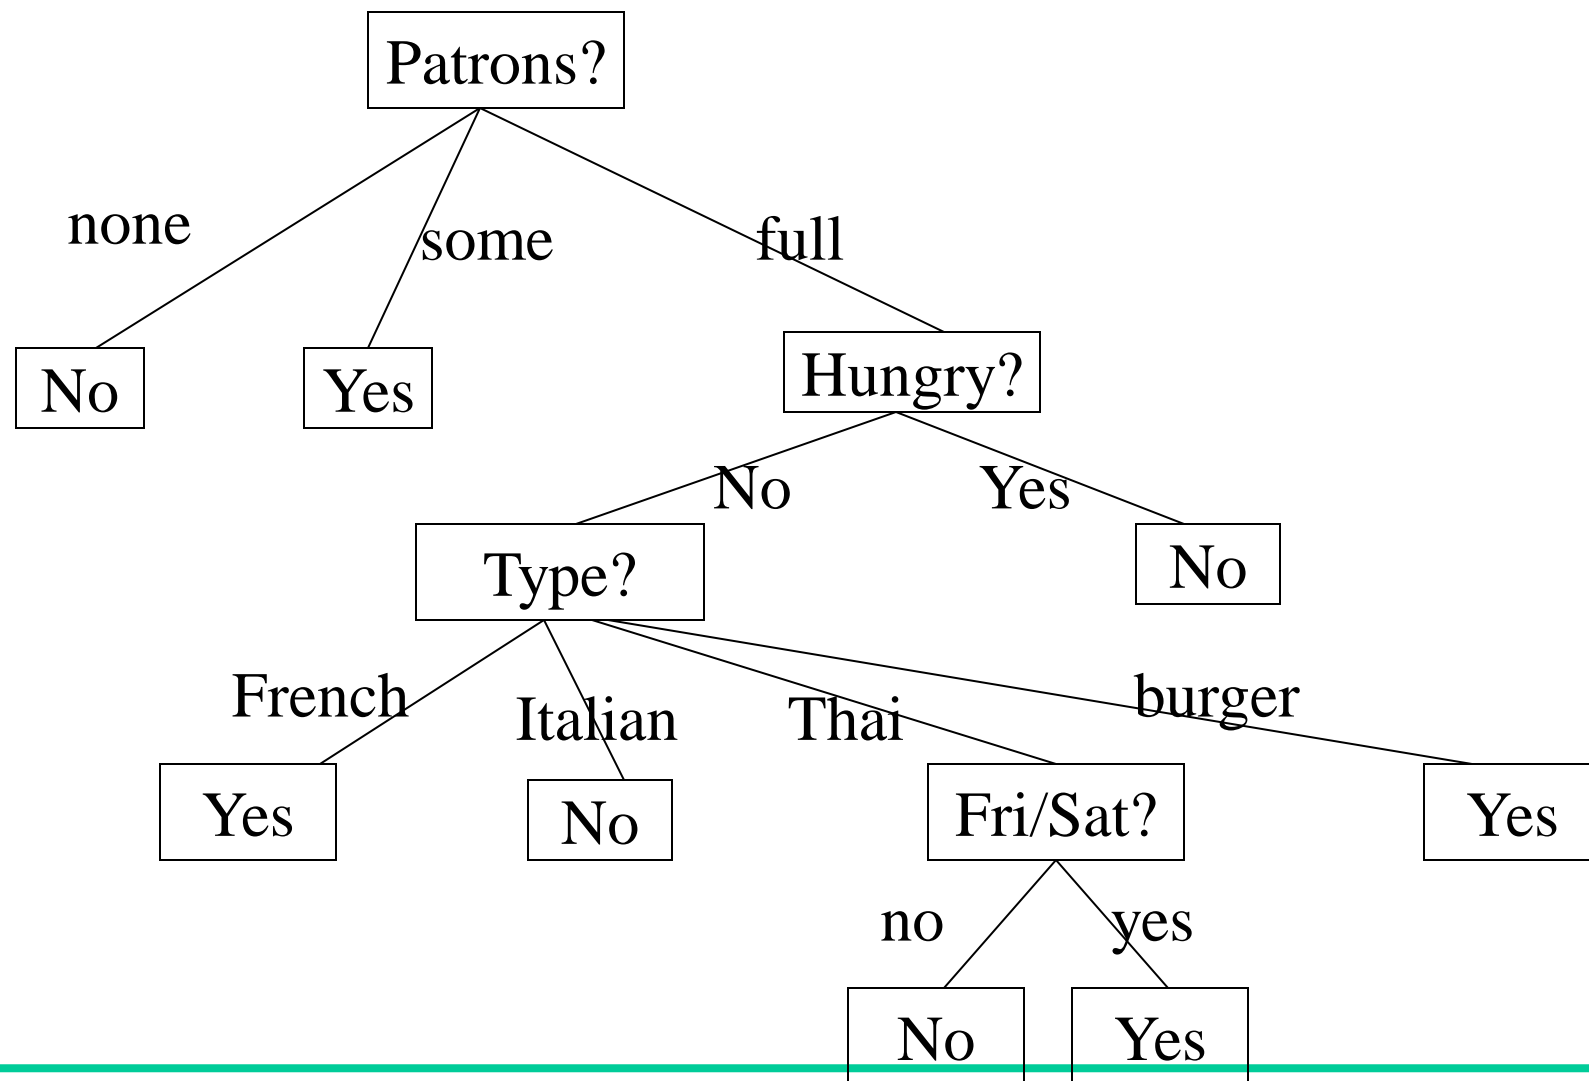 Patrons?
none
some
full
No
Yes
Hungry?
No
Yes
Type?
No
French
Italian
Thai
burger
Yes
No
Fri/Sat?
Yes
no
yes
No
Yes